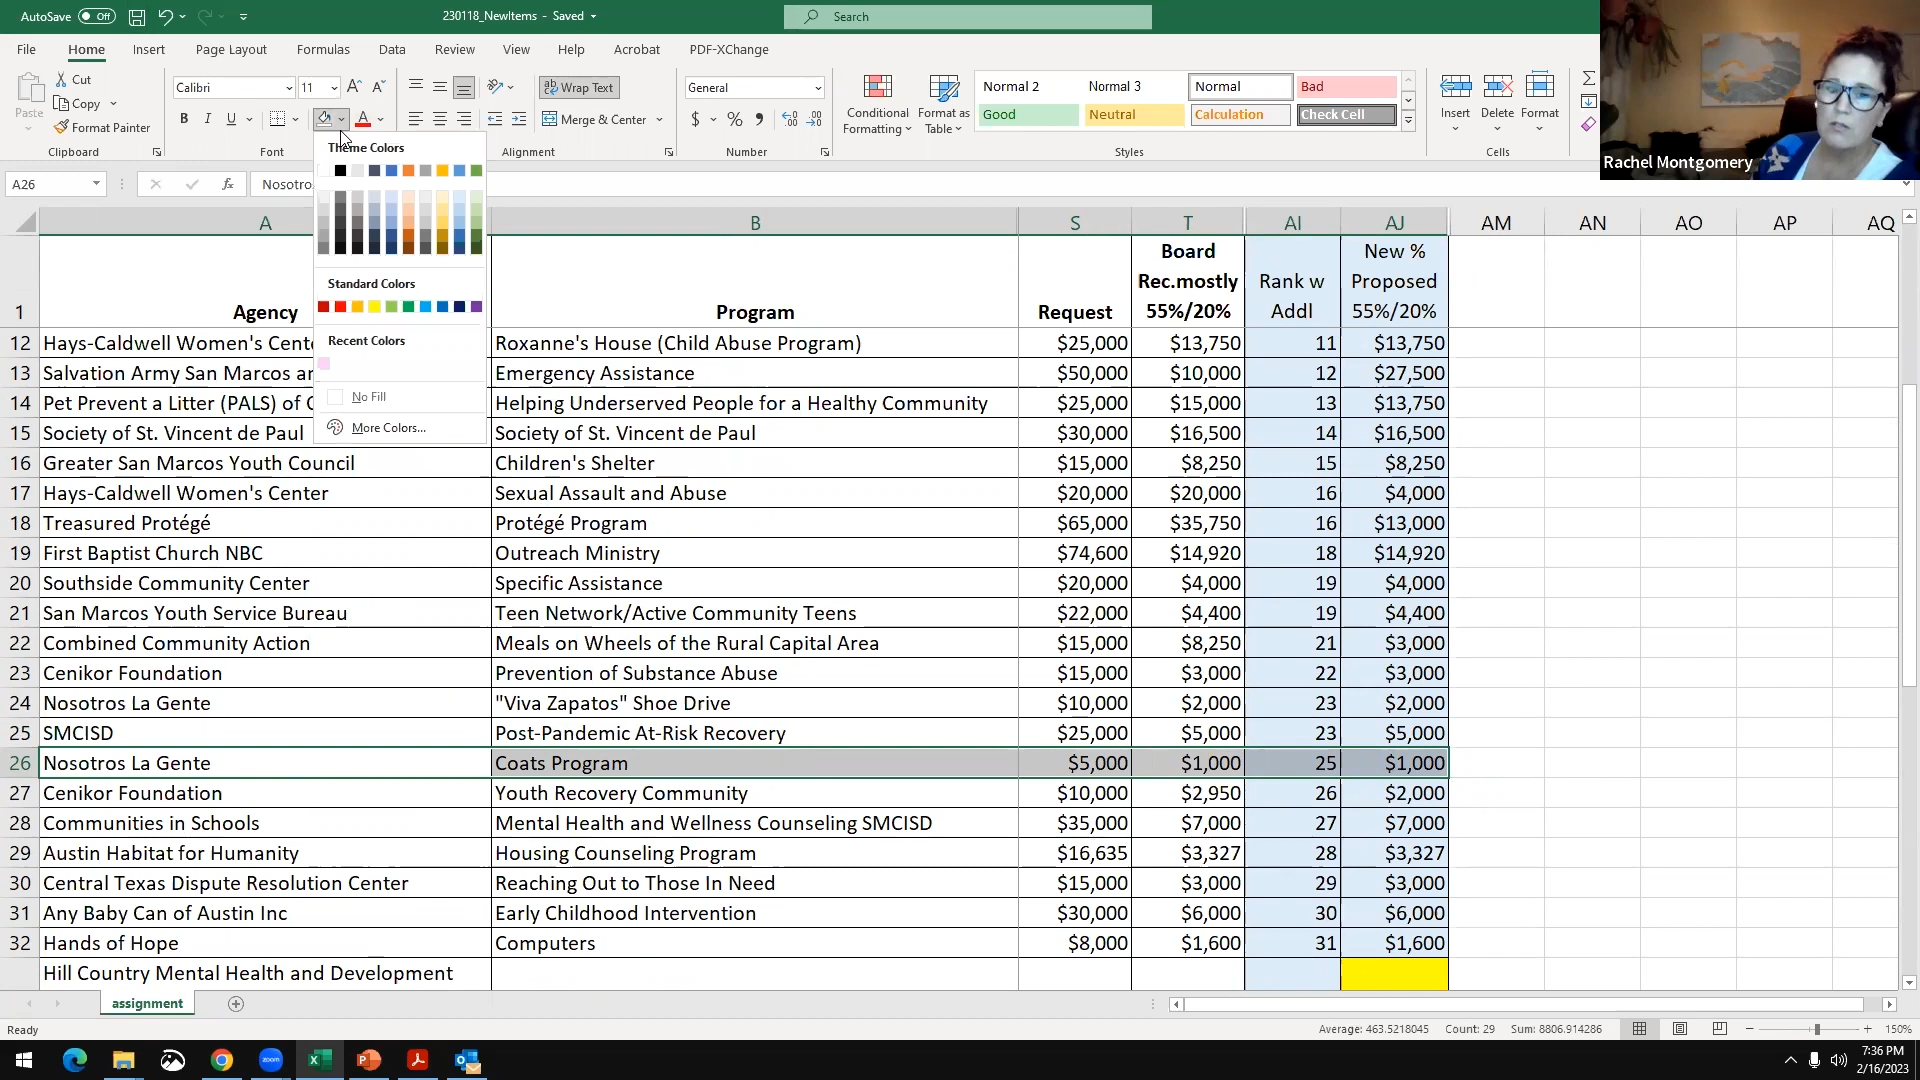 AutoSave Off 230118_NewItems - Saved Search
File Home Insert Page Layout Formulas Data Review View Help Acrobat PDF-XChange
Cut
Copy
Format Painter
Paste
Clipboard
Calibri 11
B I U A
Font
Wrap Text
Merge & Center
Alignment
General
$ % 9
Number
Conditional Formatting
Format as Table
Normal 2 Normal 3 Normal Bad
Good Neutral Calculation Check Cell
Styles
Insert Delete Format
Cells
Rachel Montgomery
A26 fx Nosotro
Theme Colors
Standard Colors
Recent Colors
No Fill
More Colors...
A B S T AI AJ AM AN AO AP AQ
1 Agency Program Request Board Rec.mostly 55%/20% Rank w Addl New % Proposed 55%/20%
12 Hays-Caldwell Women's Cent Roxanne's House (Child Abuse Program) $25,000 $13,750 11 $13,750
13 Salvation Army San Marcos a Emergency Assistance $50,000 $10,000 12 $27,500
14 Pet Prevent a Litter (PALS) of Helping Underserved People for a Healthy Community $25,000 $15,000 13 $13,750
15 Society of St. Vincent de Paul Society of St. Vincent de Paul $30,000 $16,500 14 $16,500
16 Greater San Marcos Youth Council Children's Shelter $15,000 $8,250 15 $8,250
17 Hays-Caldwell Women's Center Sexual Assault and Abuse $20,000 $20,000 16 $4,000
18 Treasured Protégé Protégé Program $65,000 $35,750 16 $13,000
19 First Baptist Church NBC Outreach Ministry $74,600 $14,920 18 $14,920
20 Southside Community Center Specific Assistance $20,000 $4,000 19 $4,000
21 San Marcos Youth Service Bureau Teen Network/Active Community Teens $22,000 $4,400 19 $4,400
22 Combined Community Action Meals on Wheels of the Rural Capital Area $15,000 $8,250 21 $3,000
23 Cenikor Foundation Prevention of Substance Abuse $15,000 $3,000 22 $3,000
24 Nosotros La Gente "Viva Zapatos" Shoe Drive $10,000 $2,000 23 $2,000
25 SMCISD Post-Pandemic At-Risk Recovery $25,000 $5,000 23 $5,000
26 Nosotros La Gente Coats Program $5,000 $1,000 25 $1,000
27 Cenikor Foundation Youth Recovery Community $10,000 $2,950 26 $2,000
28 Communities in Schools Mental Health and Wellness Counseling SMCISD $35,000 $7,000 27 $7,000
29 Austin Habitat for Humanity Housing Counseling Program $16,635 $3,327 28 $3,327
30 Central Texas Dispute Resolution Center Reaching Out to Those In Need $15,000 $3,000 29 $3,000
31 Any Baby Can of Austin Inc Early Childhood Intervention $30,000 $6,000 30 $6,000
32 Hands of Hope Computers $8,000 $1,600 31 $1,600
Hill Country Mental Health and Development
assignment
Ready Average: 463.5218045 Count: 29 Sum: 8806.914286 150%
zoom
7:36 PM
2/16/2023